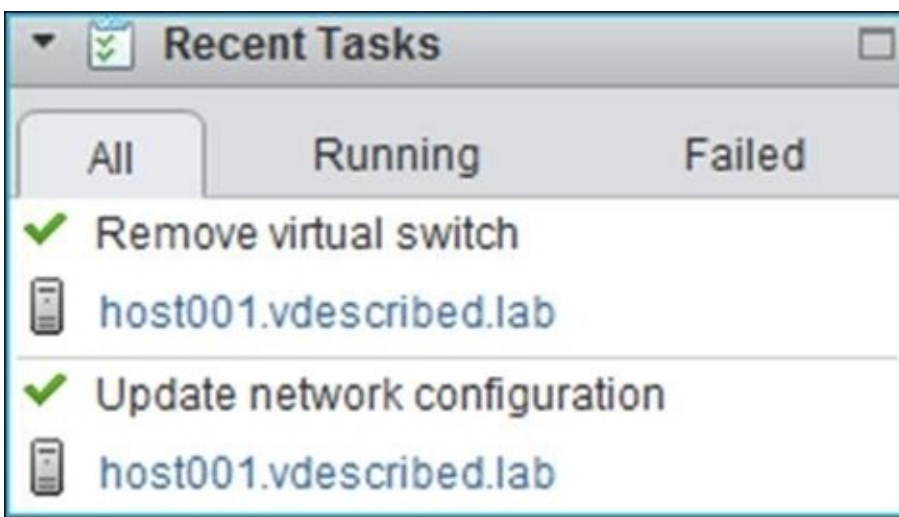 Recent Tasks
All Running Failed
Remove virtual switch
host001.vdescribed.lab
Update network configuration
host001.vdescribed.lab